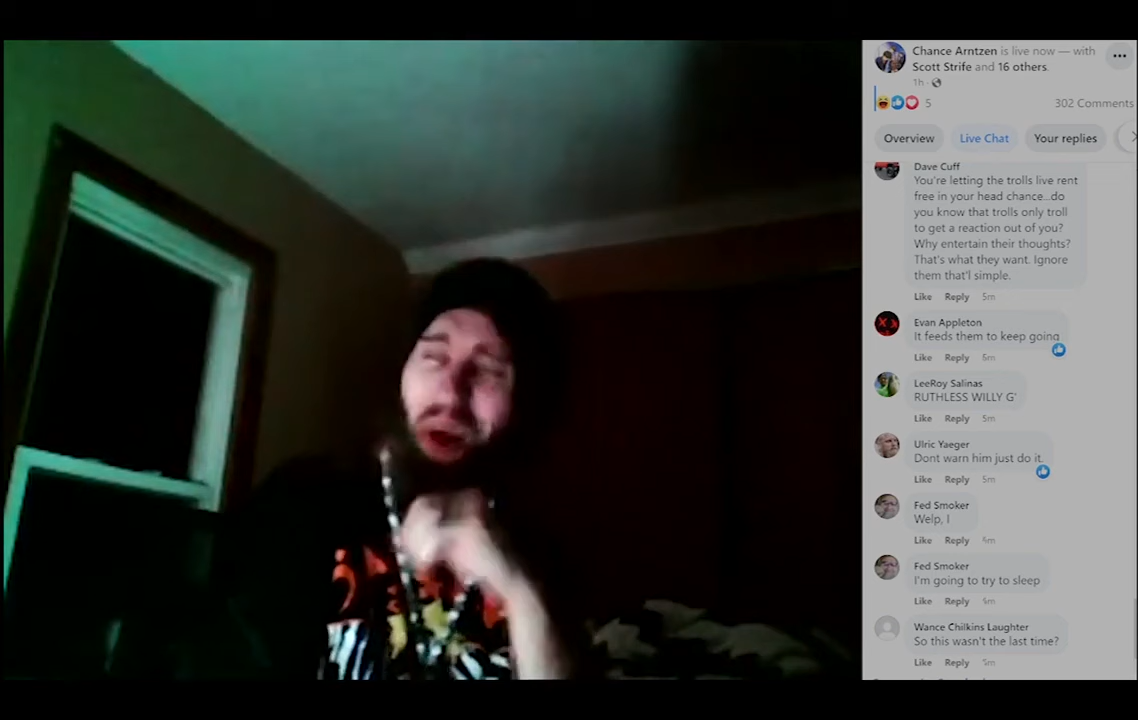 Chance Arntzen is live now — with
Scott Strife and 16 others.
1h
5
302 Comments
Overview
Live Chat
Your replies
Dave Cuff
You're letting the trolls live rent
free in your head chance...do
you know that trolls only troll
to get a reaction out of you?
Why entertain their thoughts?
That's what they want. Ignore
them that'l simple.
Like Reply 5m
Evan Appleton
It feeds them to keep going
Like Reply 5m
LeeRoy Salinas
RUTHLESS WILLY G'
Like Reply 5m
Ulric Yaeger
Dont warn him just do it.
Like Reply 5m
Fed Smoker
Welp, I
Like Reply 5m
Fed Smoker
I'm going to try to sleep
Like Reply 5m
Wance Chilkins Laughter
So this wasn't the last time?
Like Reply 5m